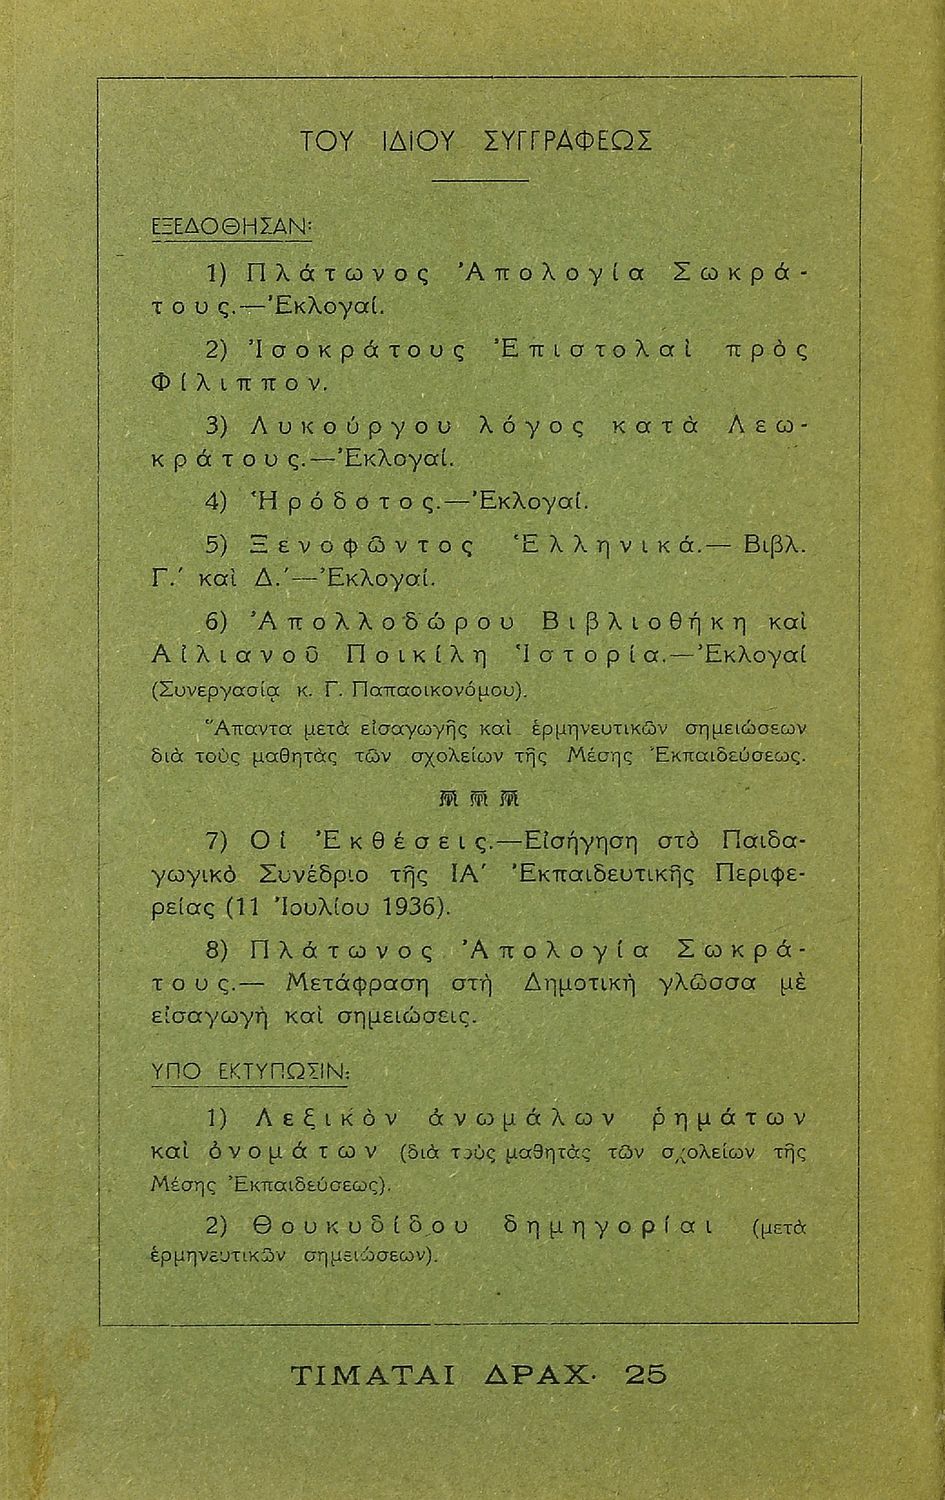 ΤΟΥ ΙΔΙΟΥ ΣΥΓΓΡΑΦΕΩΣ
ΕΞΕΔΟΘΗΣΑΝ:
1) Πλάτωνος Ἀπολογία Σωκρά-
τους.—Ἐκλογαί.
2) Ἰσοκράτους Ἐπιστολαὶ πρὸς
Φίλιππον.
3) Λυκούργου λόγος κατὰ Λεω-
κράτους.—Ἐκλογαί.
4) Ἡρόδοτος.—Ἐκλογαί.
5) Ξενοφῶντος Ἑλληνικά.— Βιβλ.
Γ.΄ καὶ Δ.΄—Ἐκλογαί.
6) Ἀπολλοδώρου Βιβλιοθήκη καὶ
Αἰλιανοῦ Ποικίλη Ἱστορία.—Ἐκλογαί
(Συνεργασίᾳ κ. Γ. Παπαοικονόμου).
Ἅπαντα μετὰ εἰσαγωγῆς καὶ ἑρμηνευτικῶν σημειώσεων
διὰ τοὺς μαθητὰς τῶν σχολείων τῆς Μέσης Ἐκπαιδεύσεως.
7) Οἱ Ἐκθέσεις.—Εἰσήγηση στὸ Παιδα-
γωγικὸ Συνέδριο τῆς ΙΑ΄ Ἐκπαιδευτικῆς Περιφε-
ρείας (11 Ἰουλίου 1936).
8) Πλάτωνος Ἀπολογία Σωκρά-
τους.— Μετάφραση στὴ Δημοτικὴ γλῶσσα μὲ
εἰσαγωγὴ καὶ σημειώσεις.
ΥΠΟ ΕΚΤΥΠΩΣΙΝ:
1) Λεξικὸν ἀνωμάλων ῥημάτων
καὶ ὀνομάτων (διὰ τοὺς μαθητὰς τῶν σχολείων τῆς
Μέσης Ἐκπαιδεύσεως).
2) Θουκυδίδου δημηγορίαι (μετὰ
ἑρμηνευτικῶν σημειώσεων).
ΤΙΜΑΤΑΙ ΔΡΑΧ. 25